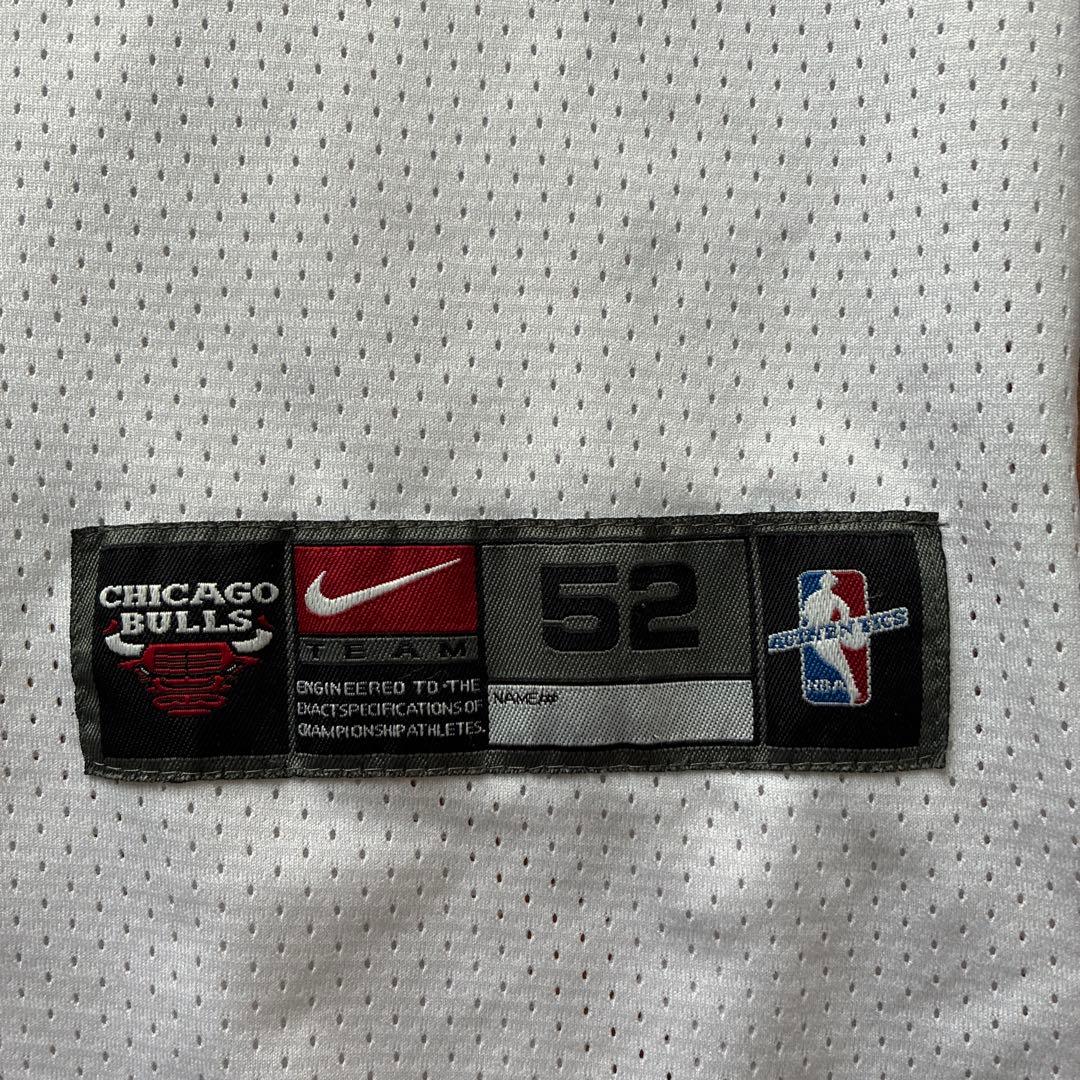 CHICAGO
BULLS
TEAM
ENGINEERED TO THE
EXACT SPECIFICATIONS OF
CHAMPIONSHIP ATHLETES.
52
NAME/#
AUTHENTICS
NBA